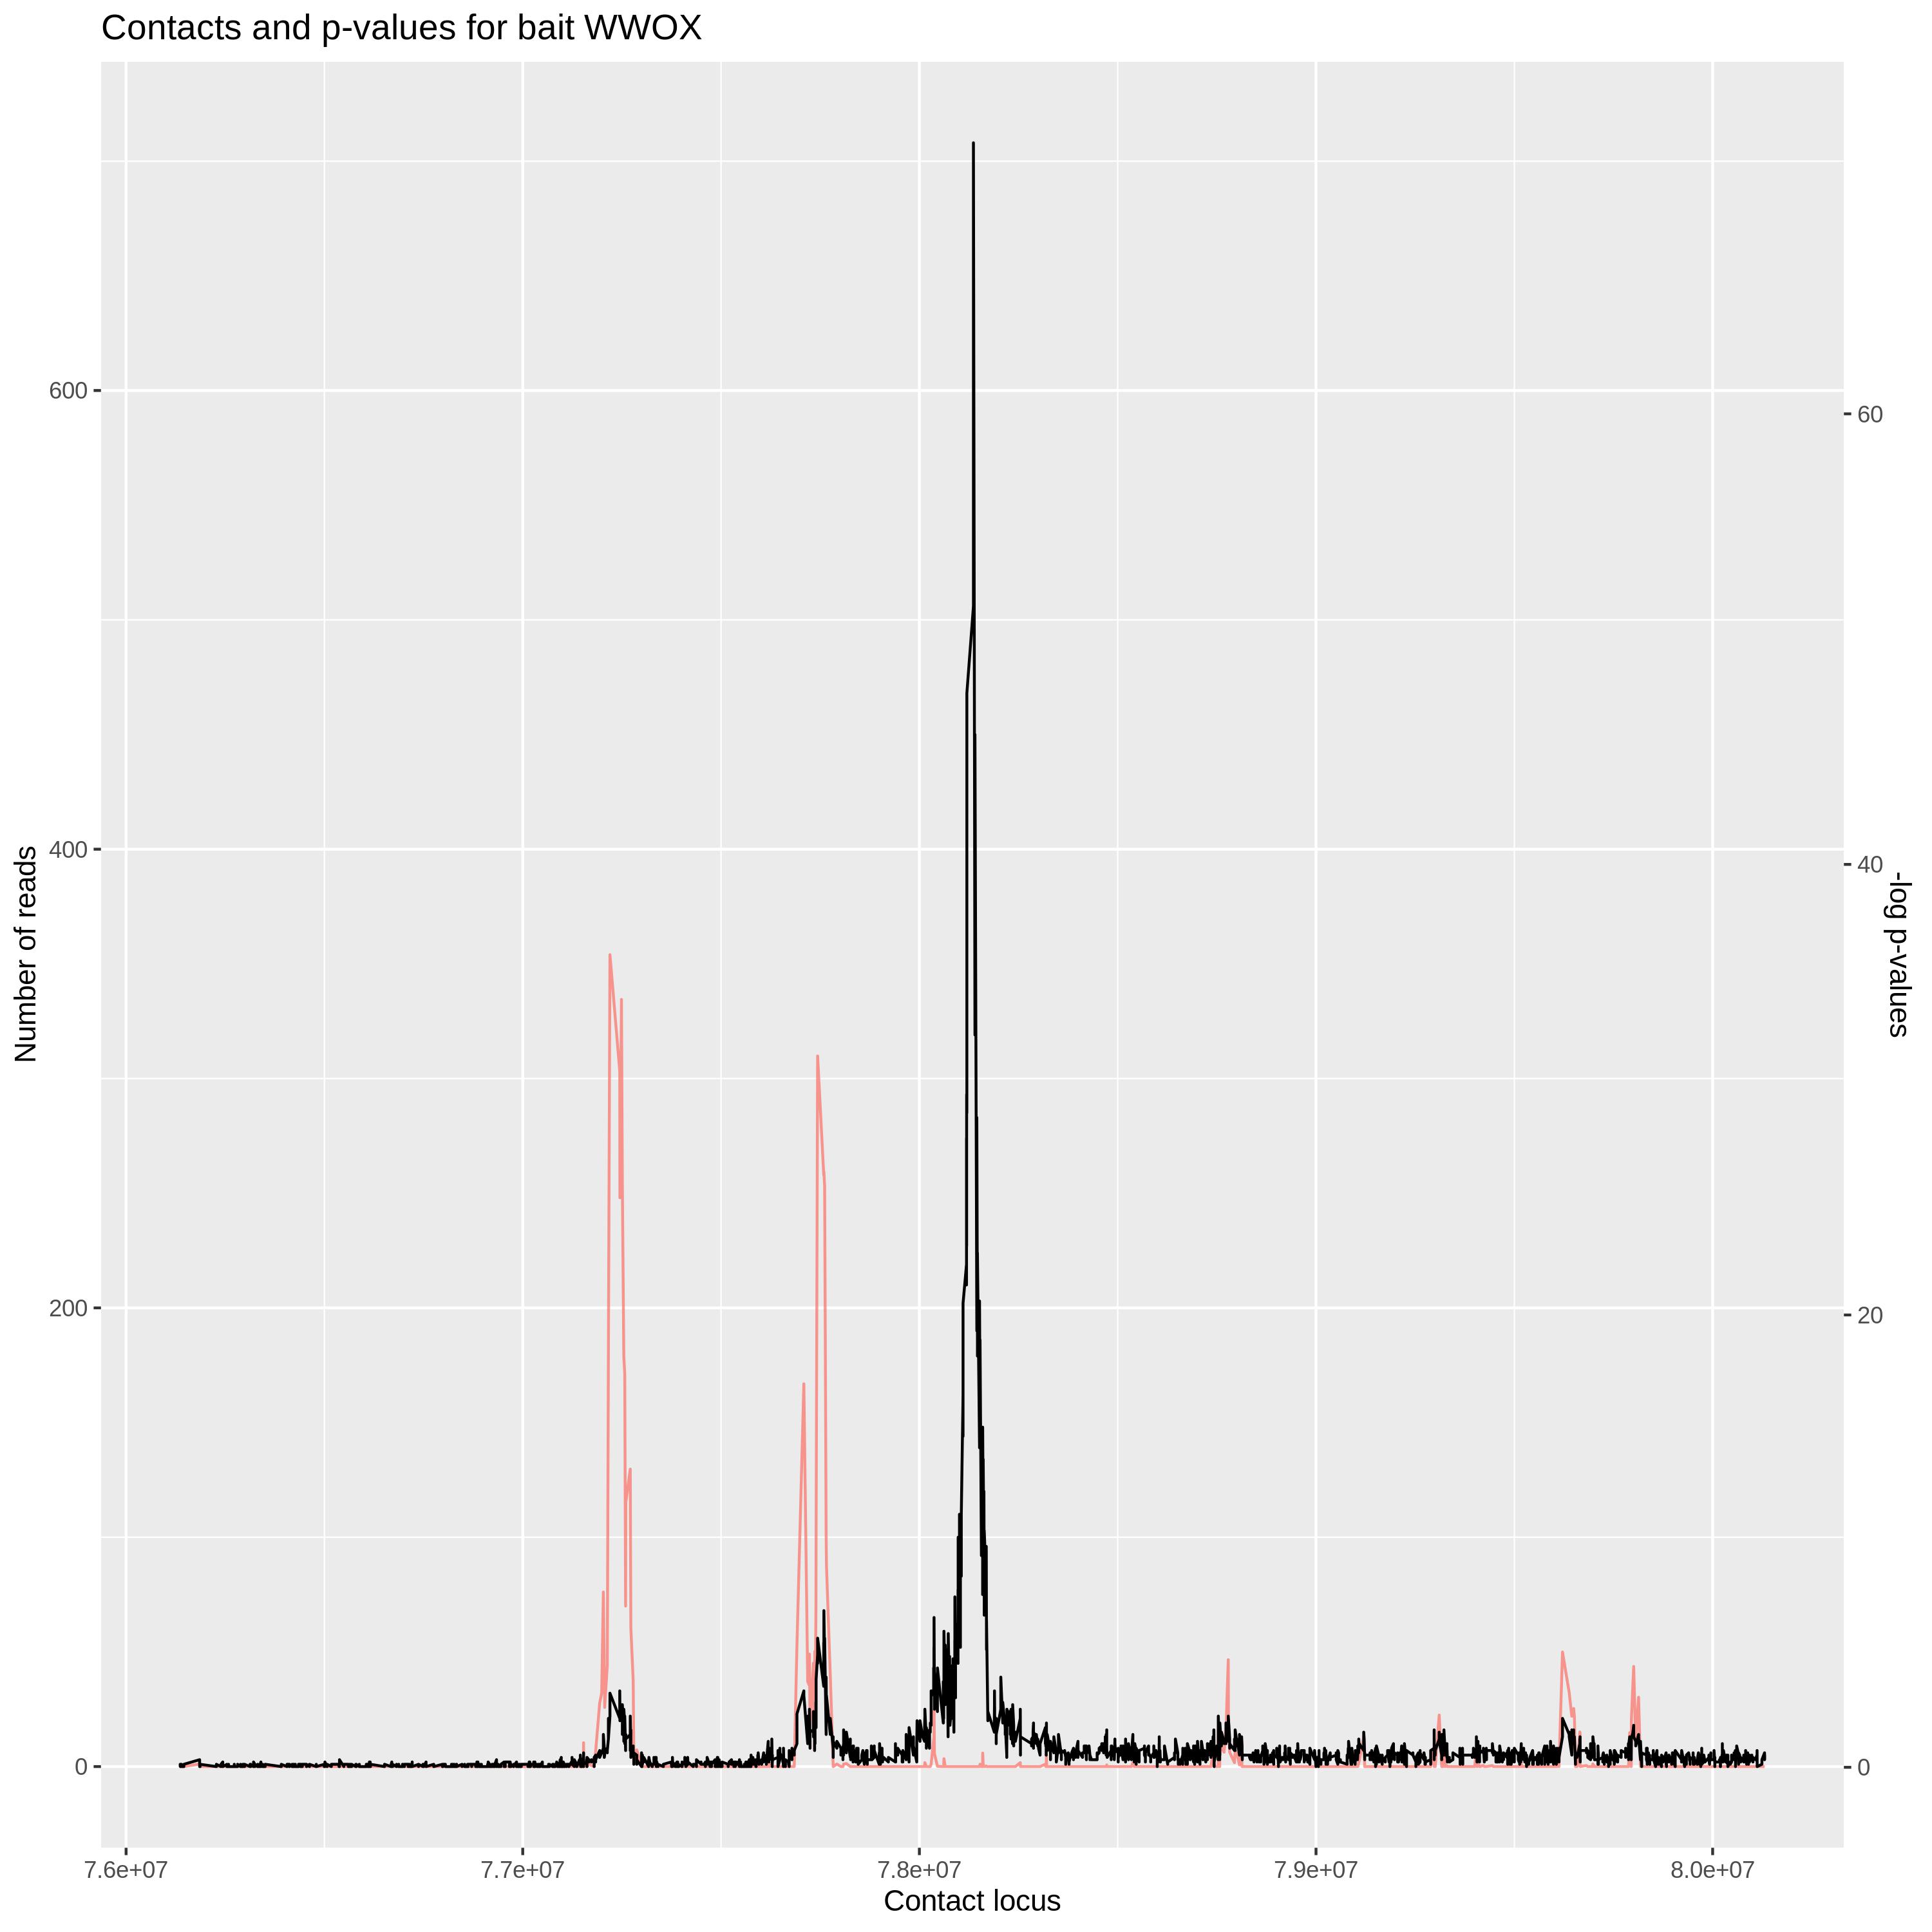 Contacts and p-values for bait WWOX
Number of reads
600
400
200
0
60
40
20
0
-log p-values
7.6e+07
7.7e+07
7.8e+07
7.9e+07
8.0e+07
Contact locus